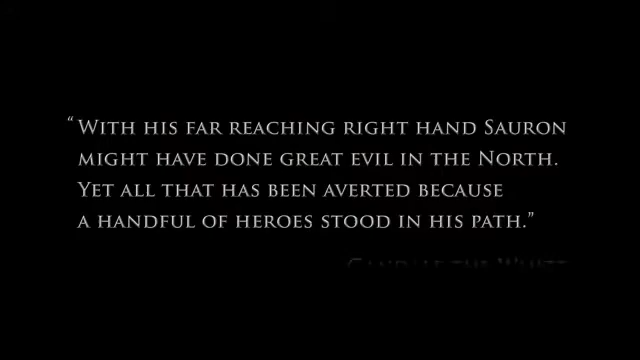 “With his far reaching right hand Sauron
might have done great evil in the North.
Yet all that has been averted because
a handful of heroes stood in his path.”